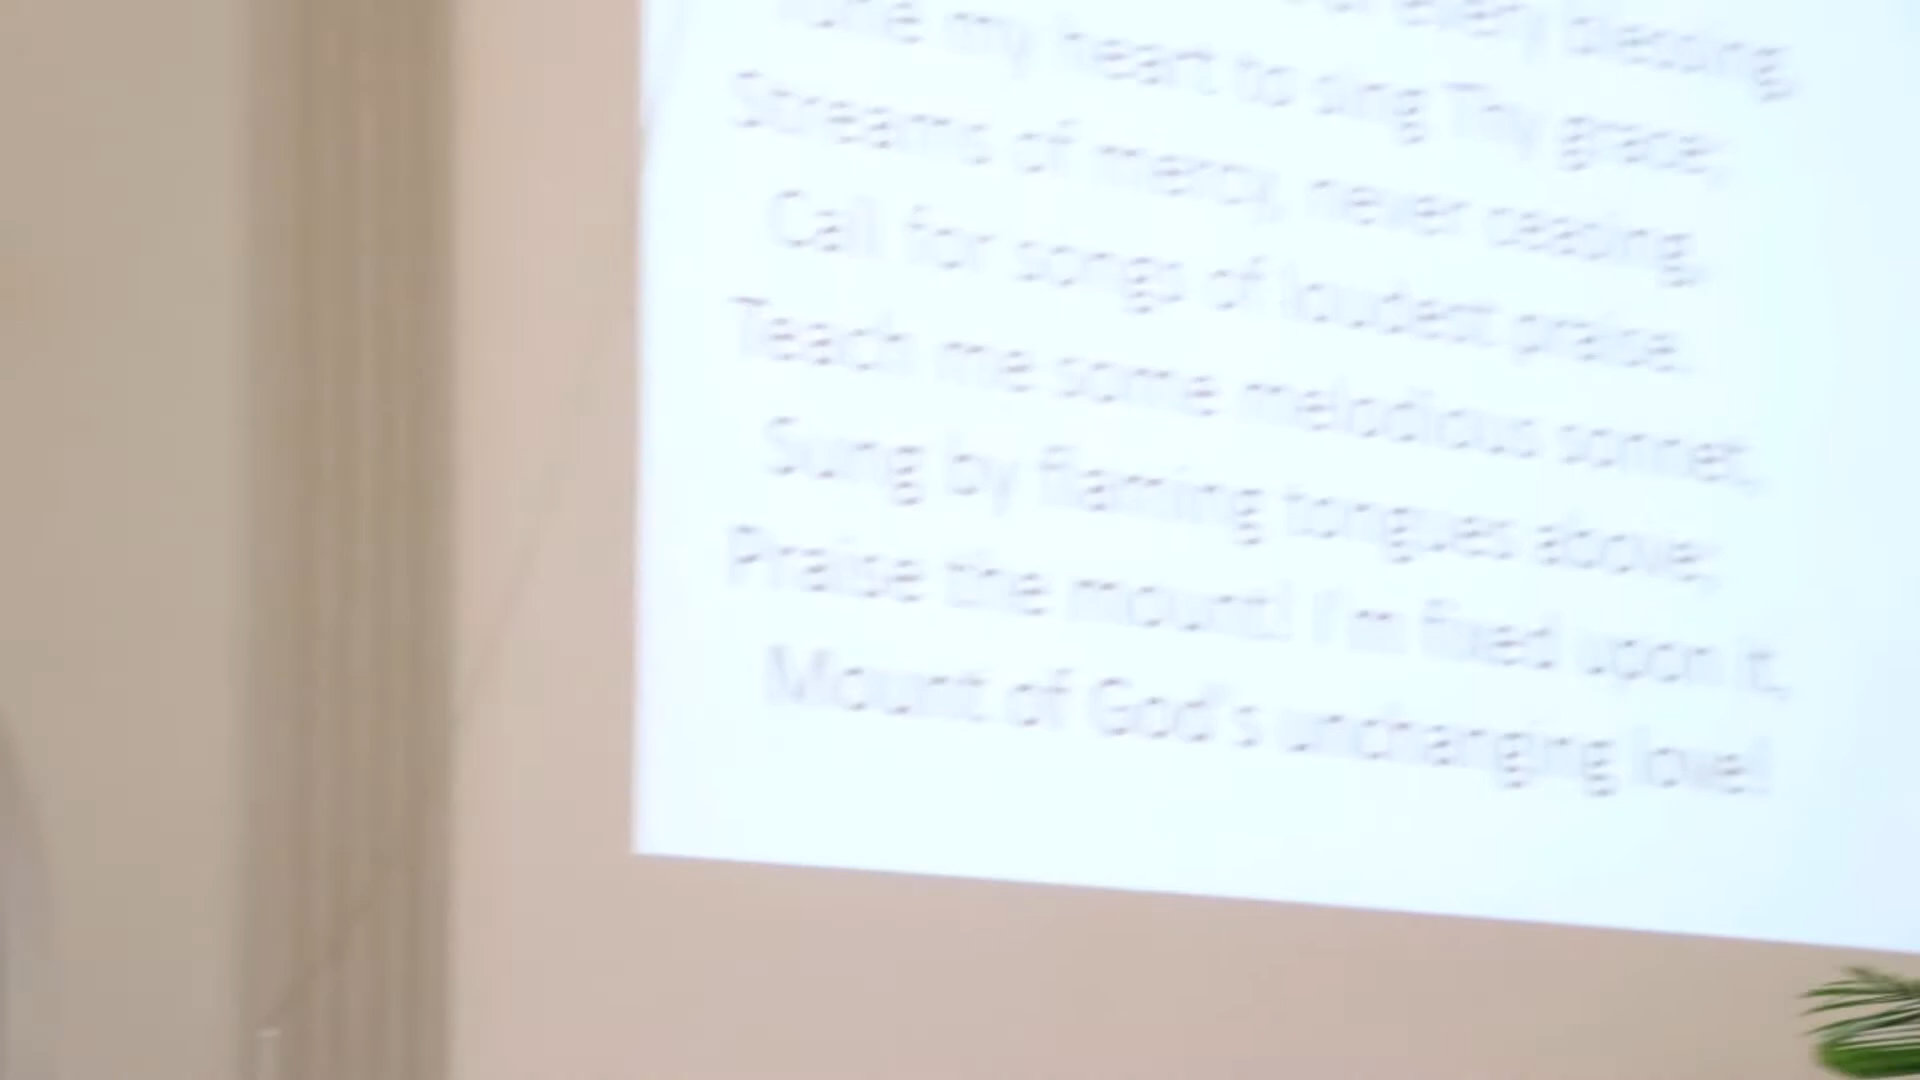 every blessing,
my heart to sing Thy grace;
Streams of mercy, never ceasing,
Call for songs of loudest praise.
Teach me some melodious sonnet,
Sung by flaming tongues above;
Praise the mount! I'm fixed upon it,
Mount of God's unchanging love!